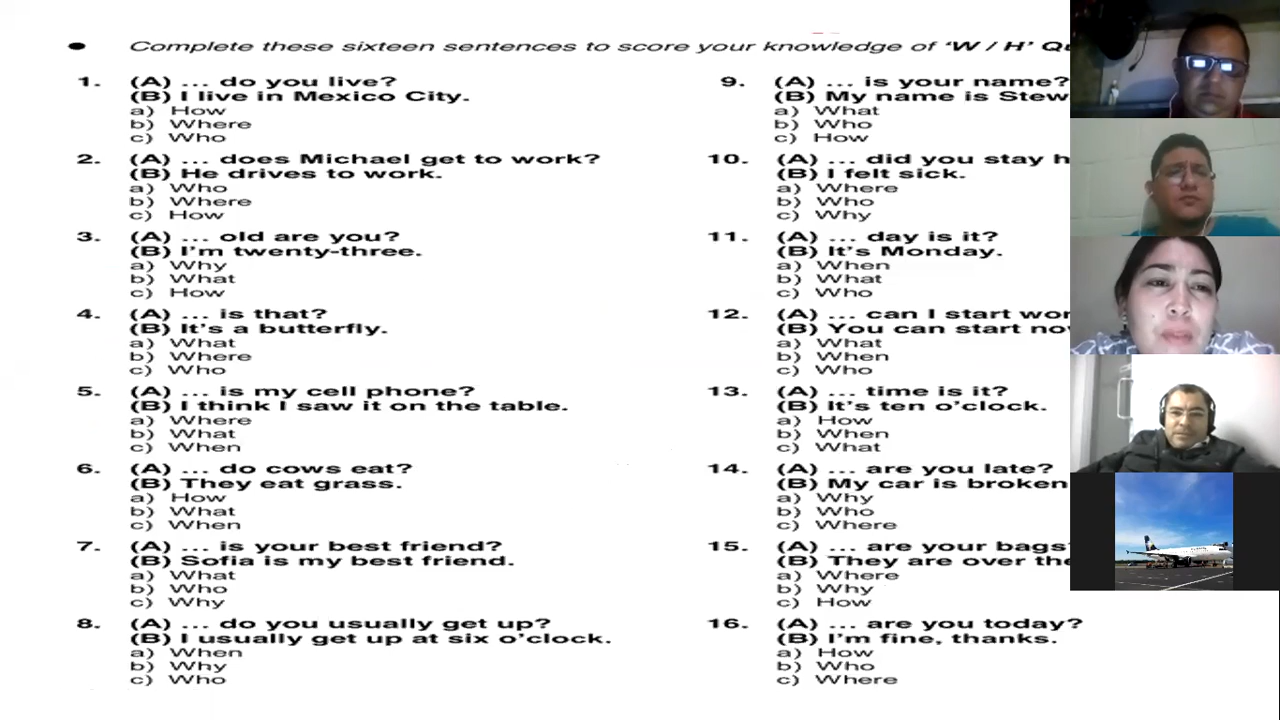 Complete these sixteen sentences to score your knowledge of 'W / H'
1. (A) ... do you live?
(B) I live in Mexico City.
a) How
b) Where
c) Who
2. (A) ... does Michael get to work?
(B) He drives to work.
a) Who
b) Where
c) How
3. (A) ... old are you?
(B) I'm twenty-three.
a) Why
b) What
c) How
4. (A) ... is that?
(B) It's a butterfly.
a) What
b) Where
c) Who
5. (A) ... is my cell phone?
(B) I think I saw it on the table.
a) Where
b) What
c) When
6. (A) ... do cows eat?
(B) They eat grass.
a) How
b) What
c) When
7. (A) ... is your best friend?
(B) Sofia is my best friend.
a) What
b) Who
c) Why
8. (A) ... do you usually get up?
(B) I usually get up at six o'clock.
a) When
b) Why
c) Who
9. (A) ... is your name?
(B) My name is Stew
a) What
b) Who
c) How
10. (A) ... did you stay
(B) I felt sick.
a) Where
b) Who
c) Why
11. (A) ... day is it?
(B) It's Monday.
a) When
b) What
c) Who
12. (A) ... can I start
(B) You can start
a) What
b) When
c) Who
13. (A) ... time is it?
(B) It's ten o'clock.
a) How
b) When
c) What
14. (A) ... are you late?
(B) My car is broken
a) Why
b) Who
c) Where
15. (A) ... are your bags
(B) They are over
a) Where
b) Why
c) How
16. (A) ... are you today?
(B) I'm fine, thanks.
a) How
b) Who
c) Where